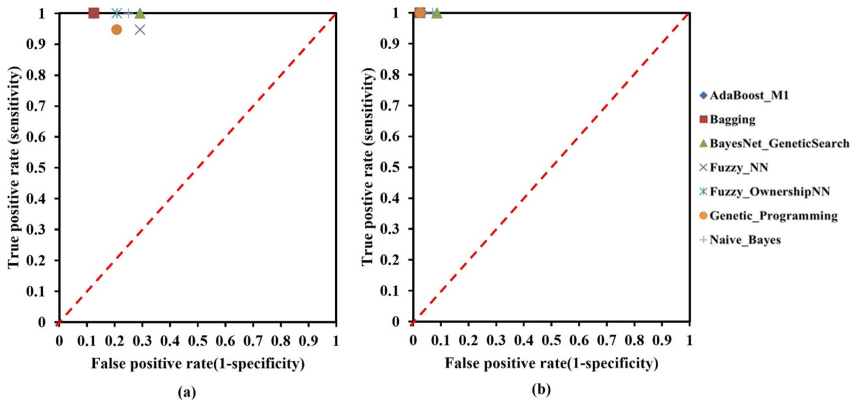 1
0.9
0.8
0.7
0.6
0.5
0.4
0.3
0.2
0.1
0
True positive rate (sensitivity)
0 0.1 0.2 0.3 0.4 0.5 0.6 0.7 0.8 0.9 1
False positive rate(1-specificity)
(a)
1
0.9
0.8
0.7
0.6
0.5
0.4
0.3
0.2
0.1
0
True positive rate (sensitivity)
0 0.1 0.2 0.3 0.4 0.5 0.6 0.7 0.8 0.9 1
False positive rate(1-specificity)
(b)
AdaBoost_M1
Bagging
BayesNet_GeneticSearch
Fuzzy_NN
Fuzzy_OwnershipNN
Genetic_Programming
Naive_Bayes